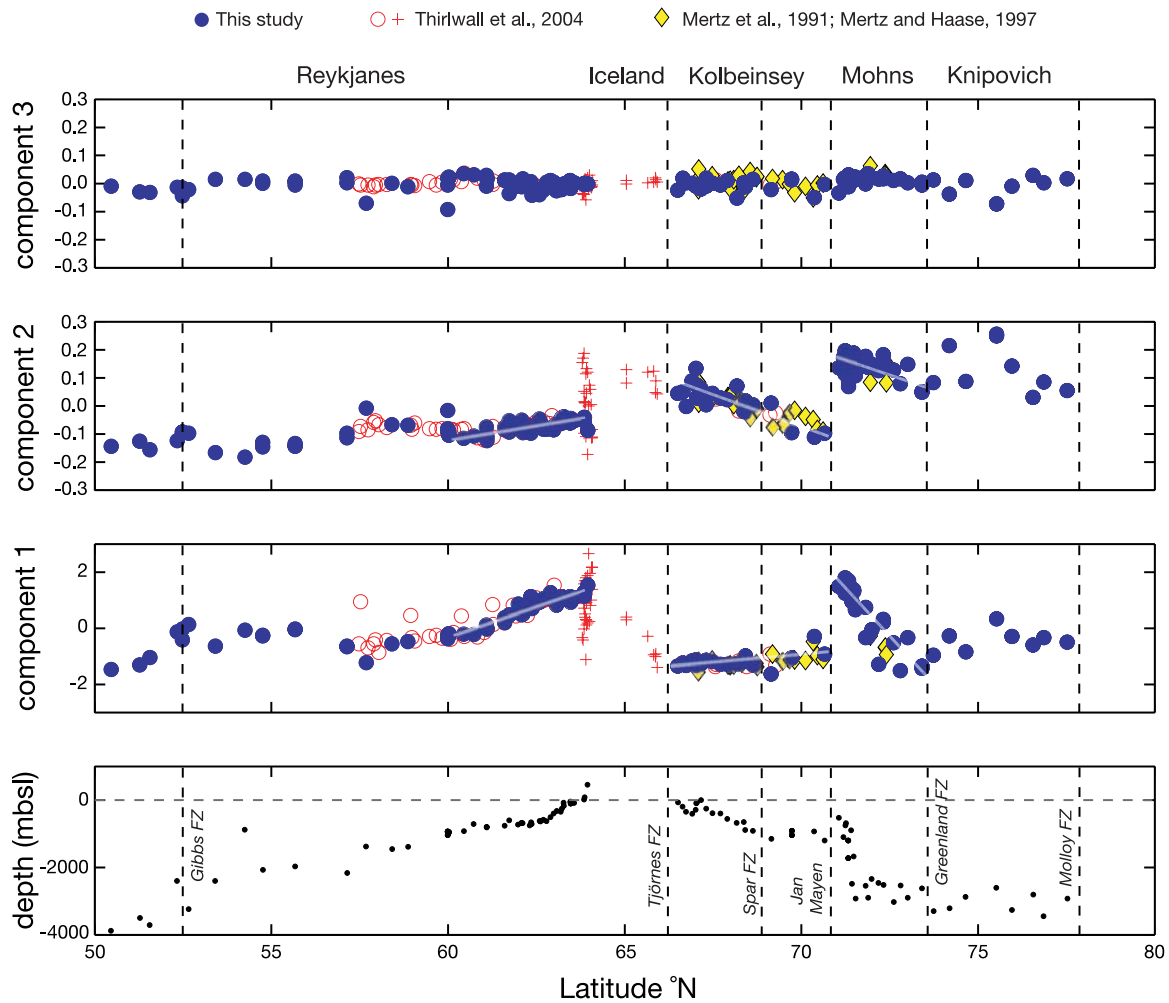 This study
+ Thirlwall et al., 2004
Mertz et al., 1991; Mertz and Haase, 1997
Reykjanes
Iceland
Kolbeinsey
Mohns
Knipovich
component 3
0.3
0.2
0.1
0.0
-0.1
-0.2
-0.3
component 2
0.3
0.2
0.1
0.0
-0.1
-0.2
-0.3
component 1
2
0
-2
depth (mbsl)
0
-2000
-4000
Gibbs FZ
Tjörnes FZ
Spar FZ
Jan
Mayen
Greenland FZ
Molloy FZ
50
55
60
65
70
75
80
Latitude °N